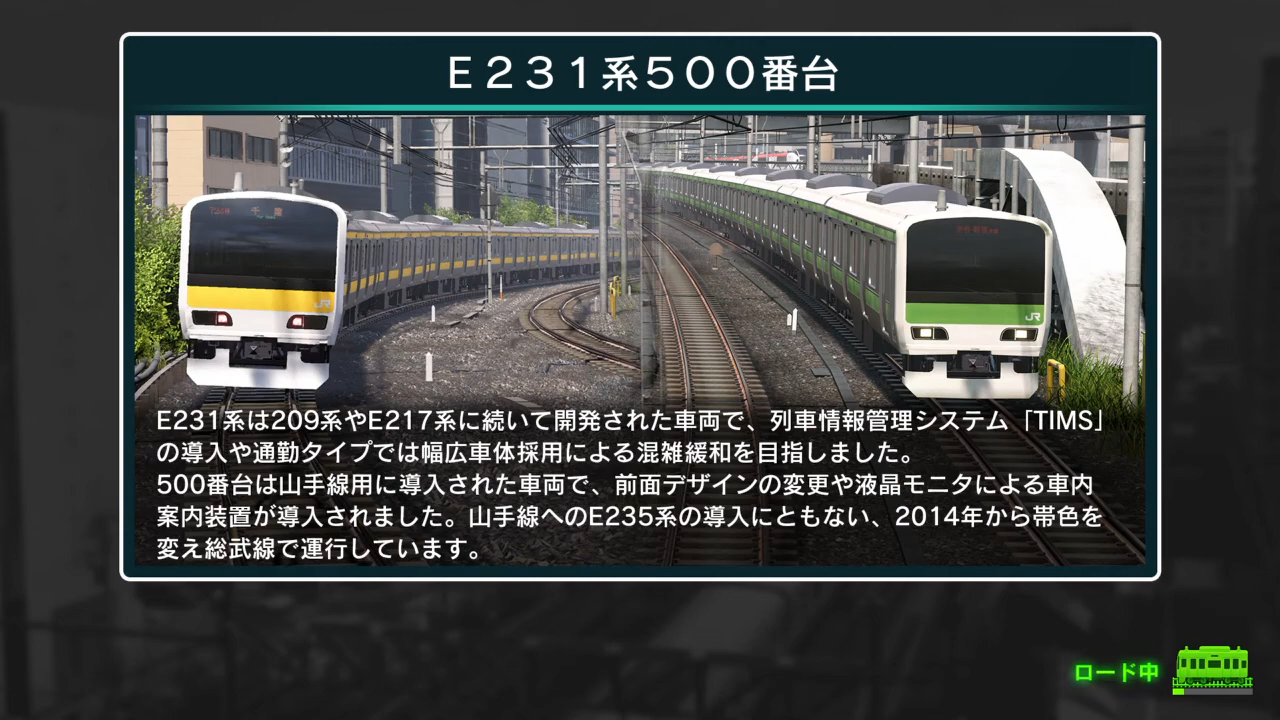 E231系500番台
JR
JR
E231系は209系やE217系に続いて開発された車両で、列車情報管理システム「TIMS」
の導入や通勤タイプでは幅広車体採用による混雑緩和を目指しました。
500番台は山手線用に導入された車両で、前面デザインの変更や液晶モニタによる車内
案内装置が導入されました。山手線へのE235系の導入にともない、2014年から帯色を
変え総武線で運行しています。
ロード中